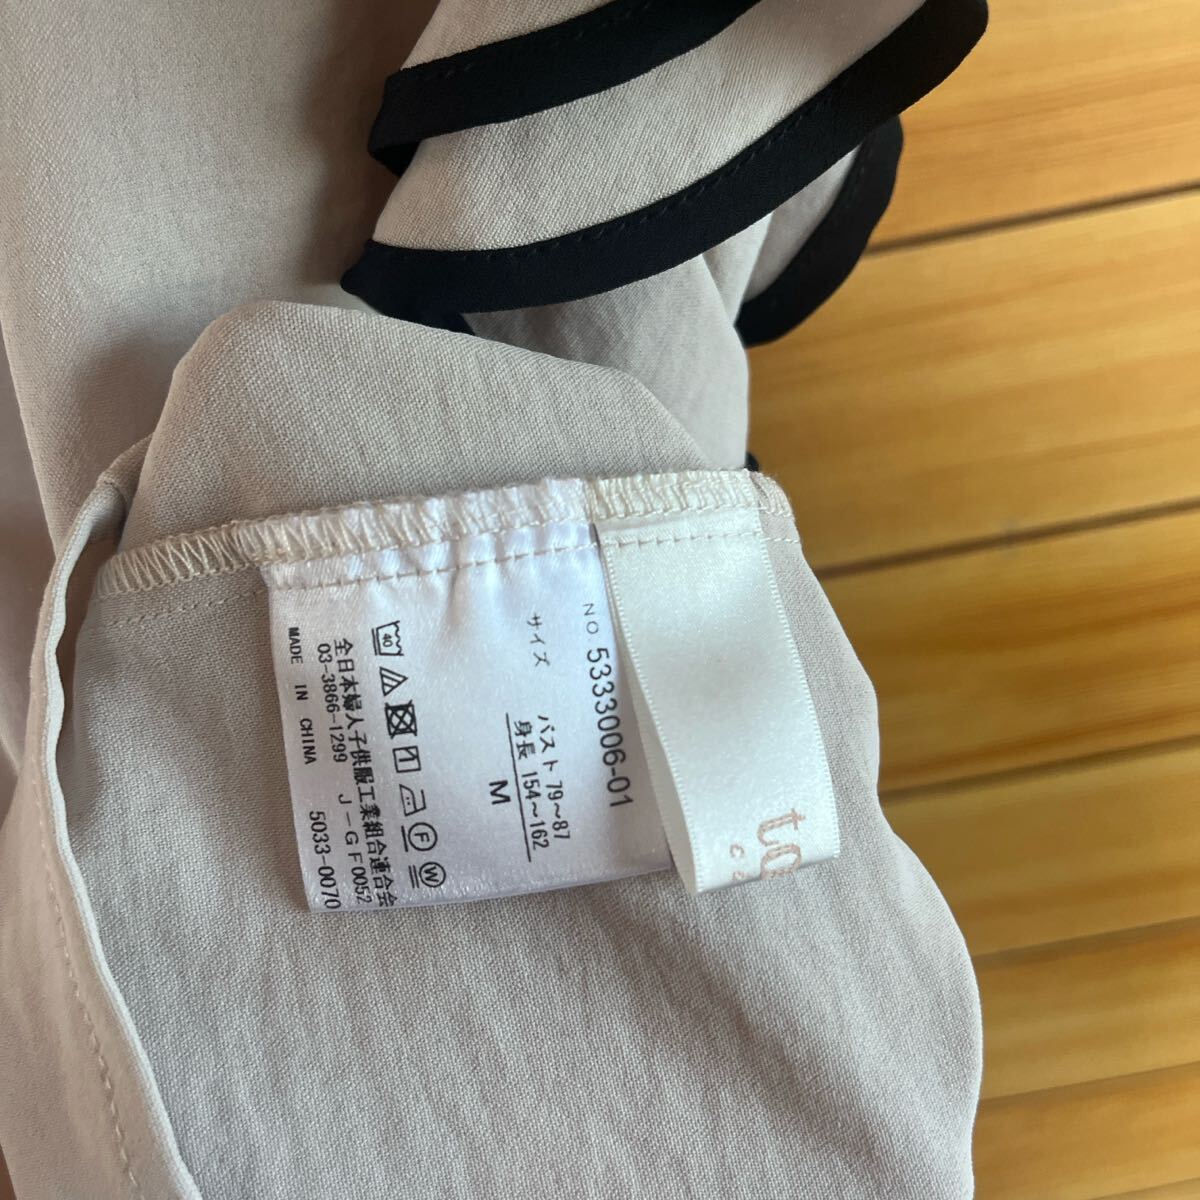 NO. 5333006-01
サイズ
バスト 79～87
身長 154～162
M
40
F
W
全日本婦人子供服工業組合連合会
03-3866-1299 J-GF0052
MADE IN CHINA 5033-0070